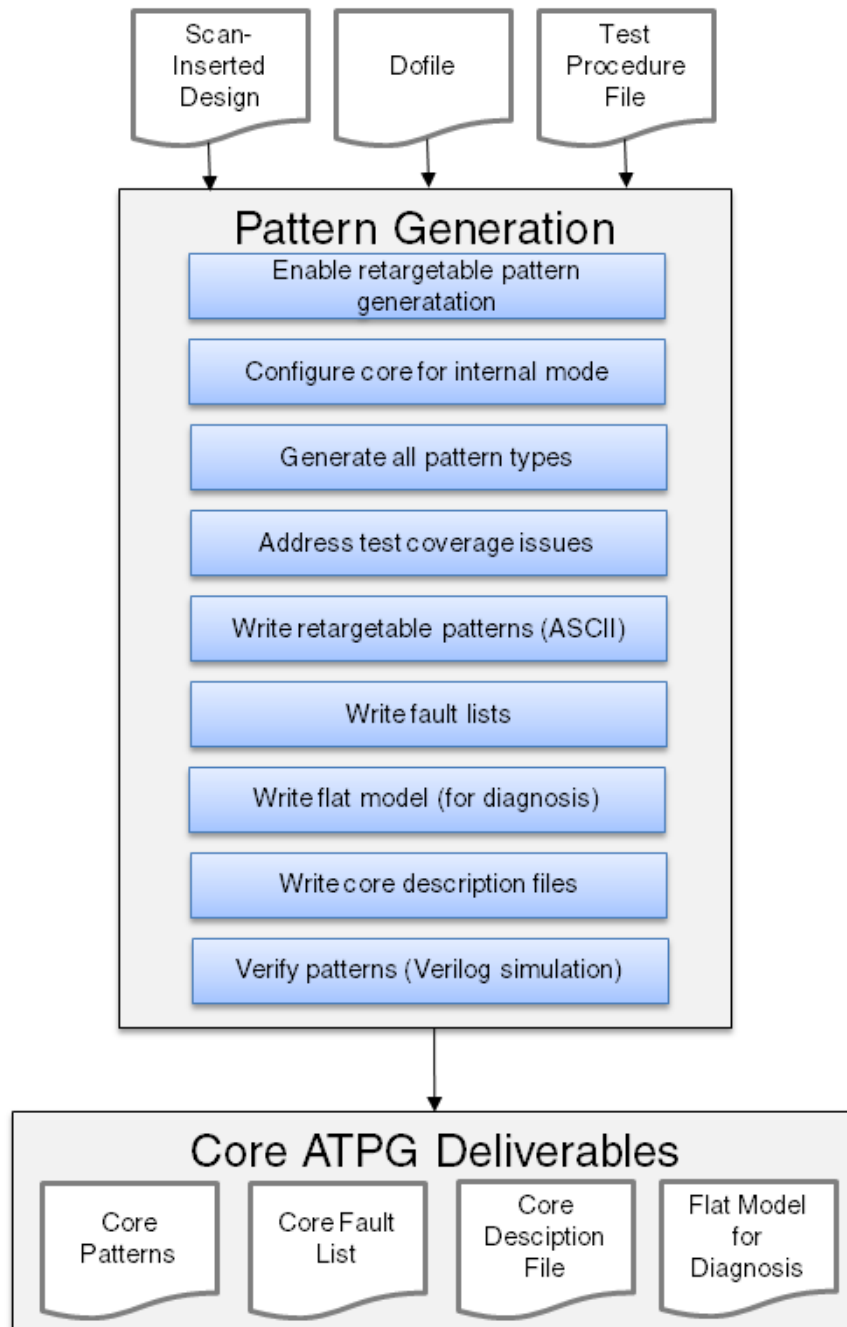 Scan-
Inserted
Design
Dofile
Test
Procedure
File
Pattern Generation
Enable retargetable pattern
generatation
Configure core for internal mode
Generate all pattern types
Address test coverage issues
Write retargetable patterns (ASCII)
Write fault lists
Write flat model (for diagnosis)
Write core description files
Verify patterns (Verilog simulation)
Core ATPG Deliverables
Core
Patterns
Core Fault
List
Core
Desciption
File
Flat Model
for
Diagnosis